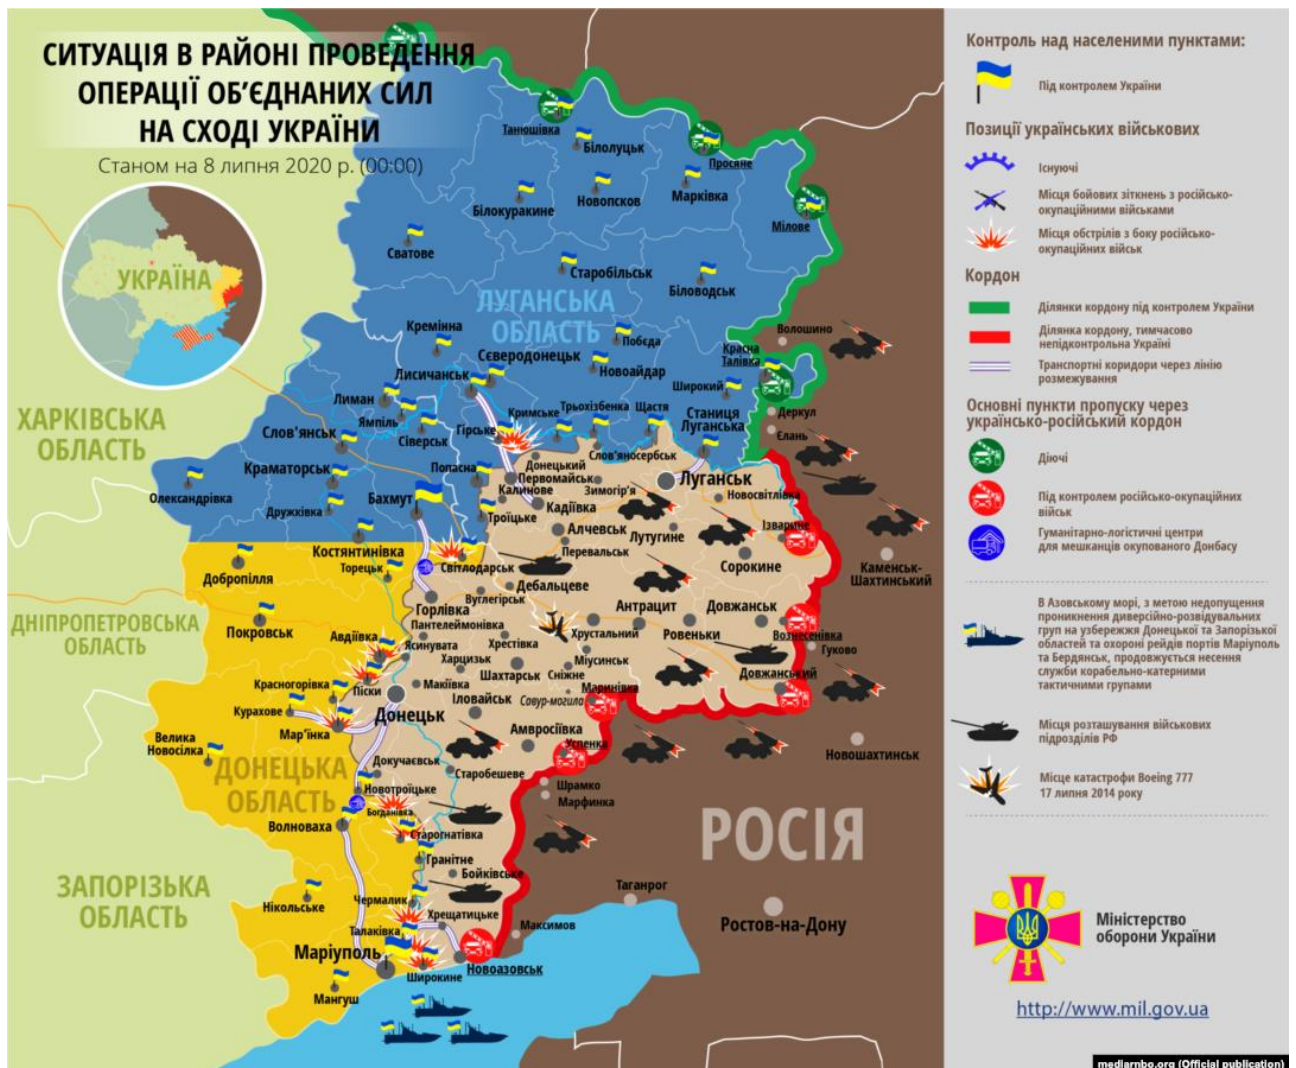 СИТУАЦІЯ В РАЙОНІ ПРОВЕДЕННЯ
ОПЕРАЦІЇ ОБ’ЄДНАНИХ СИЛ
НА СХОДІ УКРАЇНИ
Станом на 8 липня 2020 р. (00:00)
УКРАЇНА
ХАРКІВСЬКА
ОБЛАСТЬ
ДНІПРОПЕТРОВСЬКА
ОБЛАСТЬ
ЗАПОРІЗЬКА
ОБЛАСТЬ
ЛУГАНСЬКА
ОБЛАСТЬ
ДОНЕЦЬКА
ОБЛАСТЬ
РОСІЯ
Танюшівка
Білолуцьк
Просяне
Білокуракине
Новопсков
Марківка
Мілове
Сватове
Старобільськ
Біловодськ
Кремінна
Побєда
Волошино
Сєверодонецьк
Красна
Талівка
Лисичанськ
Новоайдар
Широкий
Лиман
Ямпіль
Кримське
Трьохізбенка
Щастя
Станиця
Луганська
Деркул
Слов'янськ
Сіверськ
Гірське
Єлань
Краматорськ
Попасна
Донецький
Слов’яносербськ
Первомайськ
Луганськ
Олександрівка
Бахмут
Калинове
Зимогір’я
Новосвітлівка
Дружківка
Троїцьке
Кадіївка
Ізварине
Костянтинівка
Алчевськ
Лутугине
Перевальськ
Торецьк
Світлодарськ
Сорокине
Каменськ-
Шахтинський
Добропілля
Дебальцеве
Вуглегірськ
Горлівка
Антрацит
Довжанськ
Покровськ
Пантелеймонівка
Авдіївка
Хрустальний
Ровеньки
Вознесенівка
Ясинувата
Хрестівка
Гуково
Харцизьк
Міусинськ
Красногорівка
Піски
Макіївка
Шахтарськ
Сніжне
Довжанський
Маринівка
Курахове
Іловайськ
Савур-могила
Донецьк
Мар’їнка
Амвросіївка
Велика
Новосілка
Успенка
Новошахтинськ
Докучаєвськ
Старобешеве
Новотроїцьке
Шрамко
Марфинка
Богданівка
Волноваха
Старогнатівка
Гранітне
Бойківське
Таганрог
Нікольське
Чермалик
Хрещатицьке
Максимов
Ростов-на-Дону
Талаківка
Маріуполь
Широкине
Новоазовськ
Мангуш
Контроль над населеними пунктами:
Під контролем України
Позиції українських військових
Існуючі
Місця бойових зіткнень з російсько-
окупаційними військами
Місця обстрілів з боку російсько-
окупаційних військ
Кордон
Ділянки кордону під контролем України
Ділянка кордону, тимчасово
непідконтрольна Україні
Транспортні коридори через лінію
розмежування
Основні пункти пропуску через
українсько-російський кордон
Діючі
Під контролем російсько-окупаційних
військ
Гуманітарно-логістичні центри
для мешканців окупованого Донбасу
В Азовському морі, з метою недопущення
проникнення диверсійно-розвідувальних
груп на узбережжя Донецької та Запорізької
областей та охороні рейдів портів Маріуполь
та Бердянськ, продовжується несення
служби корабельно-катерними
тактичними групами
Місця розташування військових
підрозділів РФ
Місце катастрофи Boeing 777
17 липня 2014 року
Міністерство
оборони України
http://www.mil.gov.ua
mediarnbo.org (Official publication)